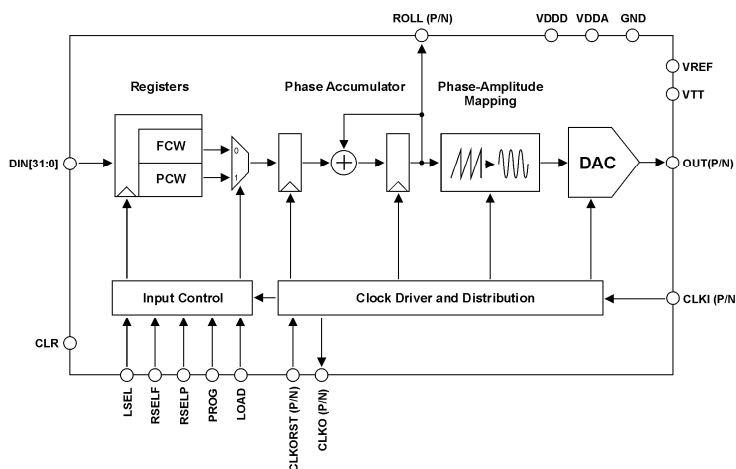 ROLL (P/N)
VDDD
VDDA
GND
VREF
VTT
Registers
Phase Accumulator
Phase-Amplitude
Mapping
DIN[31:0]
FCW
PCW
0
1
DAC
OUT(P/N)
Input Control
Clock Driver and Distribution
CLKI (P/N
CLR
LSEL
RSELF
RSELP
PROG
LOAD
CLKORST (P/N)
CLKO (P/N)